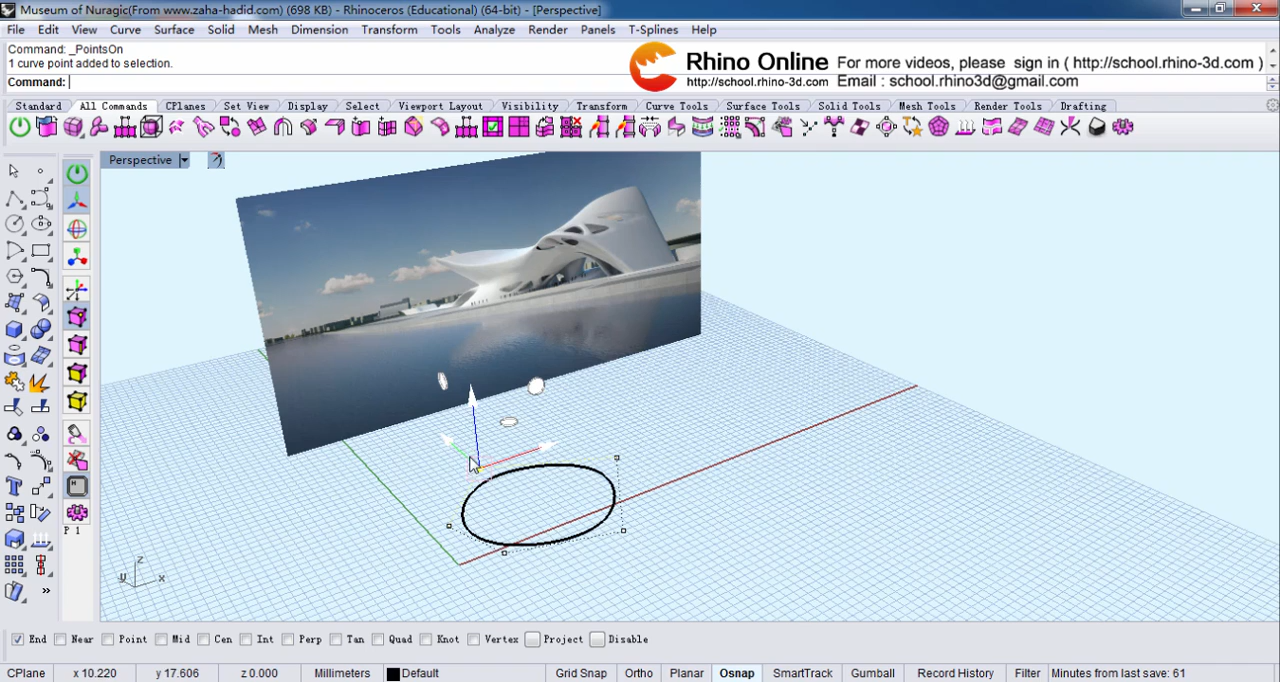 Museum of Nuragic(From www.zaha-hadid.com) (698 KB) - Rhinoceros (Educational) (64-bit) - [Perspective]
File Edit View Curve Surface Solid Mesh Dimension Transform Tools Analyze Render Panels T-Splines Help
Command: _PointsOn
1 curve point added to selection.
Command:
Rhino Online
http://school.rhino-3d.com
For more videos, please sign in ( http://school.rhino-3d.com )
Email : school.rhino3d@gmail.com
Standard All Commands CPlanes Set View Display Select Viewport Layout Visibility Transform Curve Tools Surface Tools Solid Tools Mesh Tools Render Tools Drafting
Perspective
P 1
z
y
x
End Near Point Mid Cen Int Perp Tan Quad Knot Vertex Project Disable
CPlane x 10.220 y 17.606 z 0.000 Millimeters Default Grid Snap Ortho Planar Osnap SmartTrack Gumball Record History Filter Minutes from last save: 61